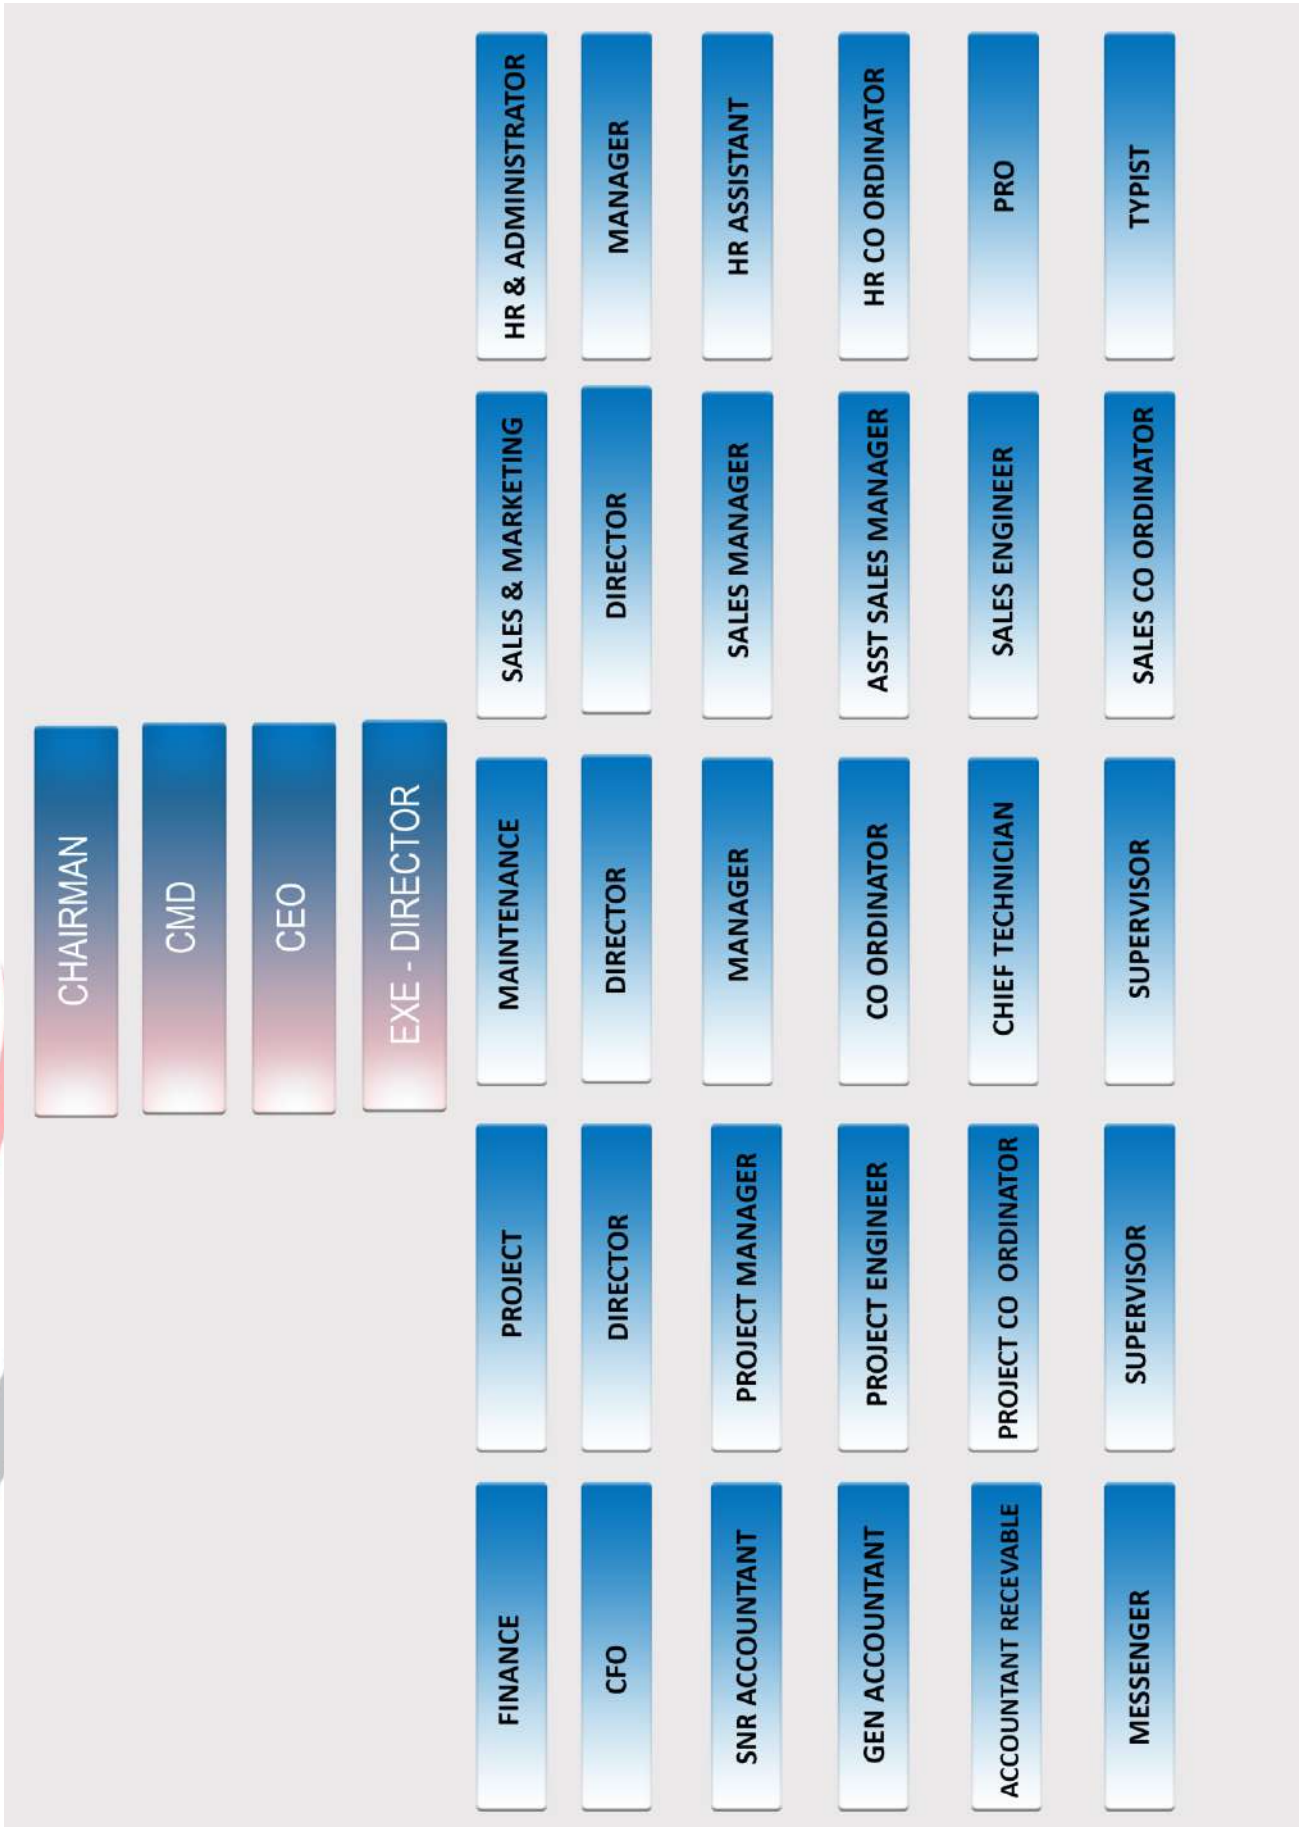 CHAIRMAN
CMD
CEO
EXE - DIRECTOR
FINANCE
PROJECT
MAINTENANCE
SALES & MARKETING
HR & ADMINISTRATOR
CFO
DIRECTOR
DIRECTOR
DIRECTOR
MANAGER
SNR ACCOUNTANT
PROJECT MANAGER
MANAGER
SALES MANAGER
HR ASSISTANT
GEN ACCOUNTANT
PROJECT ENGINEER
CO ORDINATOR
ASST SALES MANAGER
HR CO ORDINATOR
ACCOUNTANT RECEVABLE
PROJECT CO ORDINATOR
CHIEF TECHNICIAN
SALES ENGINEER
PRO
MESSENGER
SUPERVISOR
SUPERVISOR
SALES CO ORDINATOR
TYPIST